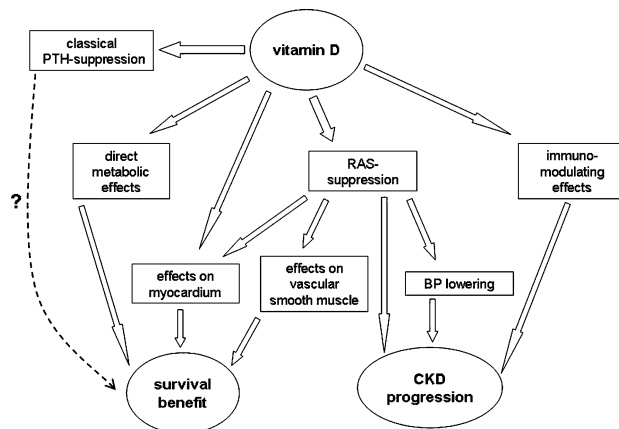 classical
PTH-suppression
vitamin D
direct
metabolic
effects
RAS-
suppression
immuno-
modulating
effects
?
effects on
myocardium
effects on
vascular
smooth muscle
BP lowering
survival
benefit
CKD
progression